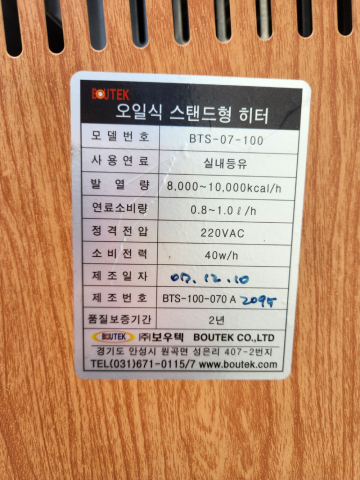 BOUTEK
오일식 스탠드형 히터
모델번호 BTS-07-100
사용연료 실내등유
발열량 8,000~10,000kcal/h
연료소비량 0.8~1.0ℓ/h
정격전압 220VAC
소비전력 40w/h
제조일자 07.12.10
제조번호 BTS-100-070 A 2095
품질보증기간 2년
BOUTEK (주)보우텍 BOUTEK CO.,LTD
경기도 안성시 원곡면 성은리 407-2번지
TEL(031)671-0115/7 www.boutek.com